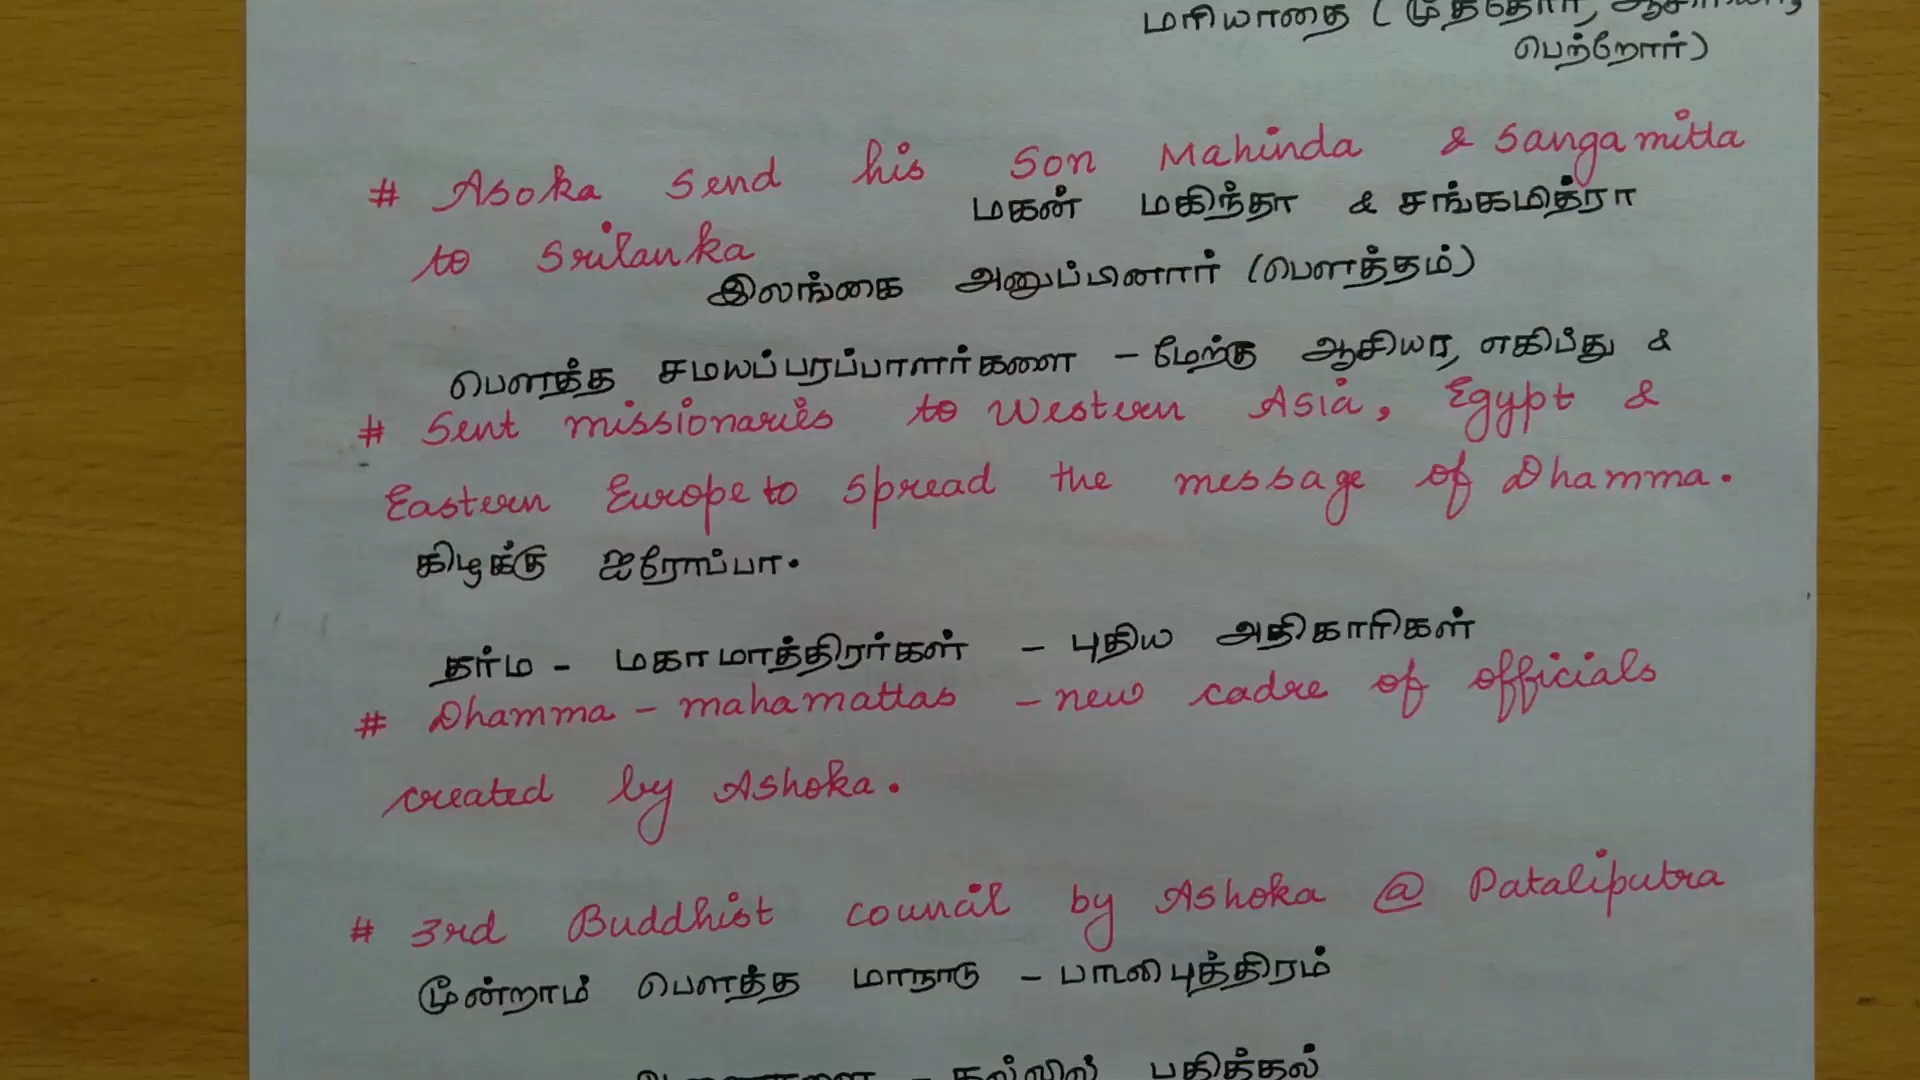 மரியாதை (முத்தோர், ஆசிரியர்,
பெற்றோர்)
# Asoka Send his Son Mahinda & Sangamitta
மகன் மகிந்தா & சங்கமித்ரா
to Srilanka
இலங்கை அனுப்பினார் (பௌத்தம்)
பௌத்த சமயப்பரப்பாளர்களை - மேற்கு ஆசியா, எகிப்து &
# Sent missionaries to Western Asia, Egypt &
Eastern Europe to spread the message of Dhamma.
கிழக்கு ஐரோப்பா.
தர்ம - மகாமாத்திரர்கள் - புதிய அதிகாரிகள்
# Dhamma - mahamattas - new cadre of officials
created by Ashoka.
# 3rd Buddhist council by Ashoka @ Pataliputra
மூன்றாம் பௌத்த மாநாடு - பாடலிபுத்திரம்
- கல்லில் பதித்தல்